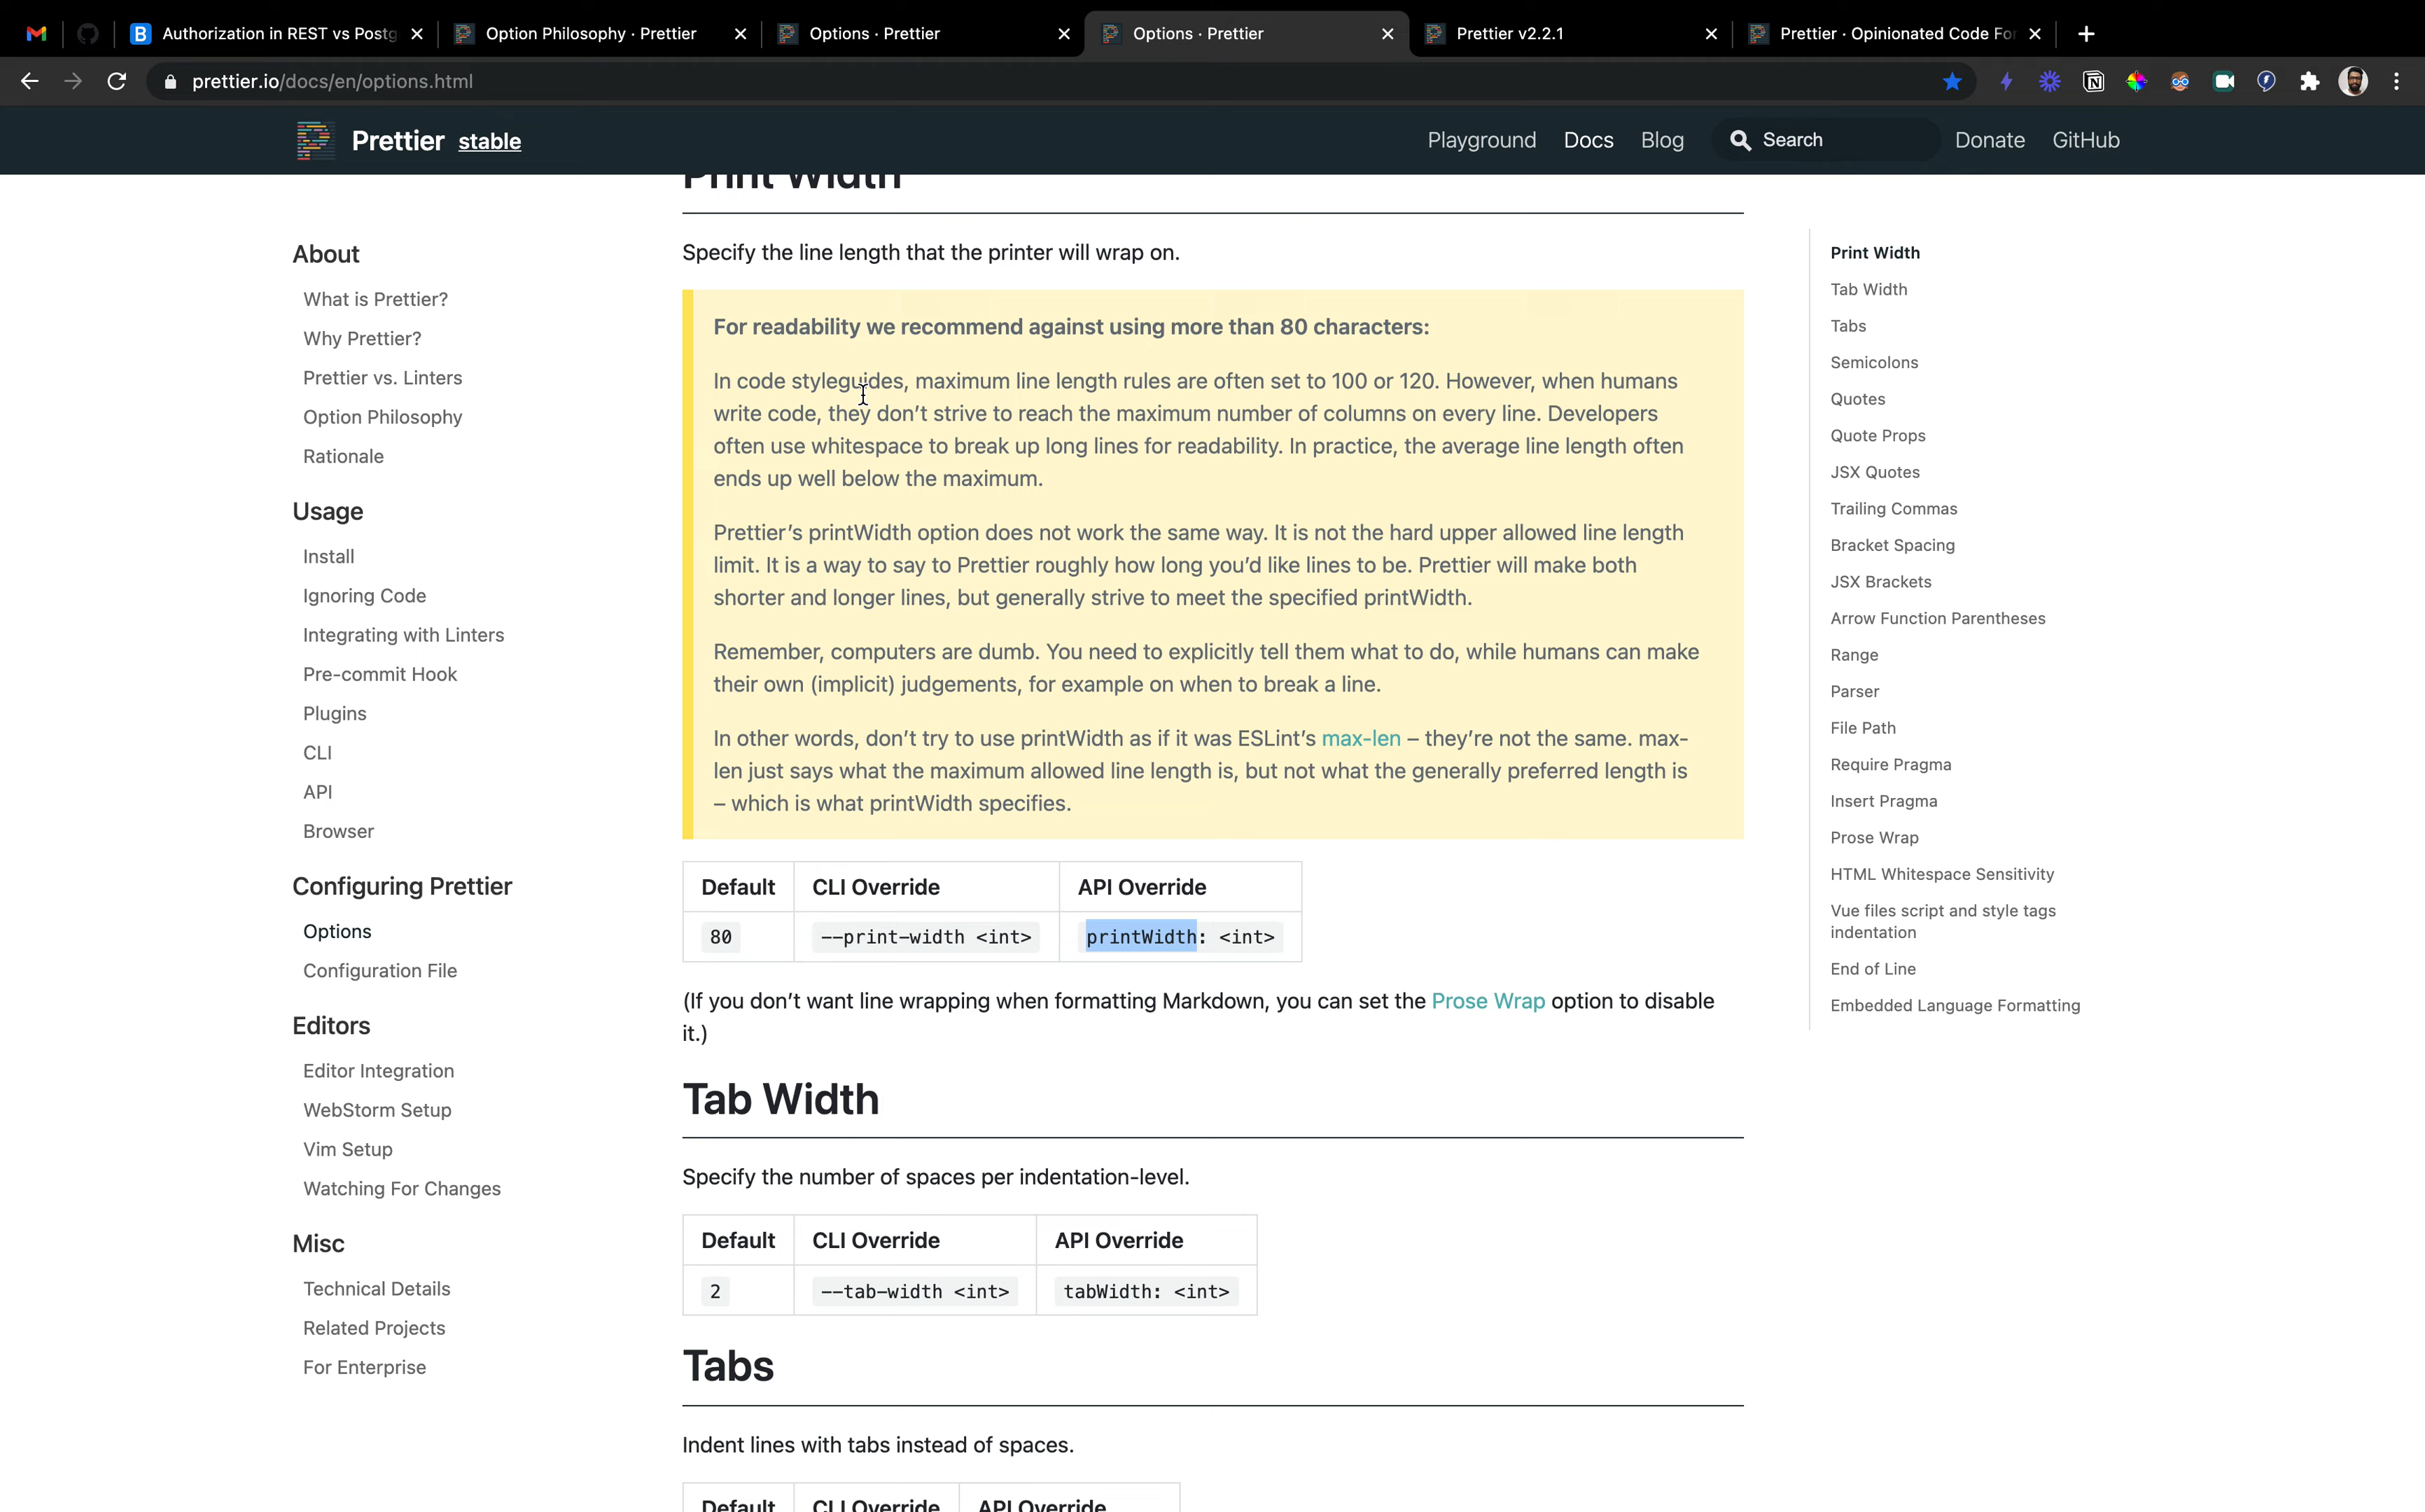 Authorization in REST vs Postg
Option Philosophy · Prettier
Options · Prettier
Options · Prettier
Prettier v2.2.1
Prettier · Opinionated Code For
prettier.io/docs/en/options.html
Prettier stable
Playground
Docs
Blog
Search
Donate
GitHub
About
What is Prettier?
Why Prettier?
Prettier vs. Linters
Option Philosophy
Rationale
Usage
Install
Ignoring Code
Integrating with Linters
Pre-commit Hook
Plugins
CLI
API
Browser
Configuring Prettier
Options
Configuration File
Editors
Editor Integration
WebStorm Setup
Vim Setup
Watching For Changes
Misc
Technical Details
Related Projects
For Enterprise
Print Width
Specify the line length that the printer will wrap on.
For readability we recommend against using more than 80 characters:
In code styleguides, maximum line length rules are often set to 100 or 120. However, when humans
write code, they don’t strive to reach the maximum number of columns on every line. Developers
often use whitespace to break up long lines for readability. In practice, the average line length often
ends up well below the maximum.
Prettier’s printWidth option does not work the same way. It is not the hard upper allowed line length
limit. It is a way to say to Prettier roughly how long you’d like lines to be. Prettier will make both
shorter and longer lines, but generally strive to meet the specified printWidth.
Remember, computers are dumb. You need to explicitly tell them what to do, while humans can make
their own (implicit) judgements, for example on when to break a line.
In other words, don’t try to use printWidth as if it was ESLint’s max-len – they’re not the same. max-
len just says what the maximum allowed line length is, but not what the generally preferred length is
– which is what printWidth specifies.
Default CLI Override API Override
80 --print-width <int> printWidth: <int>
(If you don’t want line wrapping when formatting Markdown, you can set the Prose Wrap option to disable
it.)
Tab Width
Specify the number of spaces per indentation-level.
Default CLI Override API Override
2 --tab-width <int> tabWidth: <int>
Tabs
Indent lines with tabs instead of spaces.
Default CLI Override API Override
Print Width
Tab Width
Tabs
Semicolons
Quotes
Quote Props
JSX Quotes
Trailing Commas
Bracket Spacing
JSX Brackets
Arrow Function Parentheses
Range
Parser
File Path
Require Pragma
Insert Pragma
Prose Wrap
HTML Whitespace Sensitivity
Vue files script and style tags
indentation
End of Line
Embedded Language Formatting